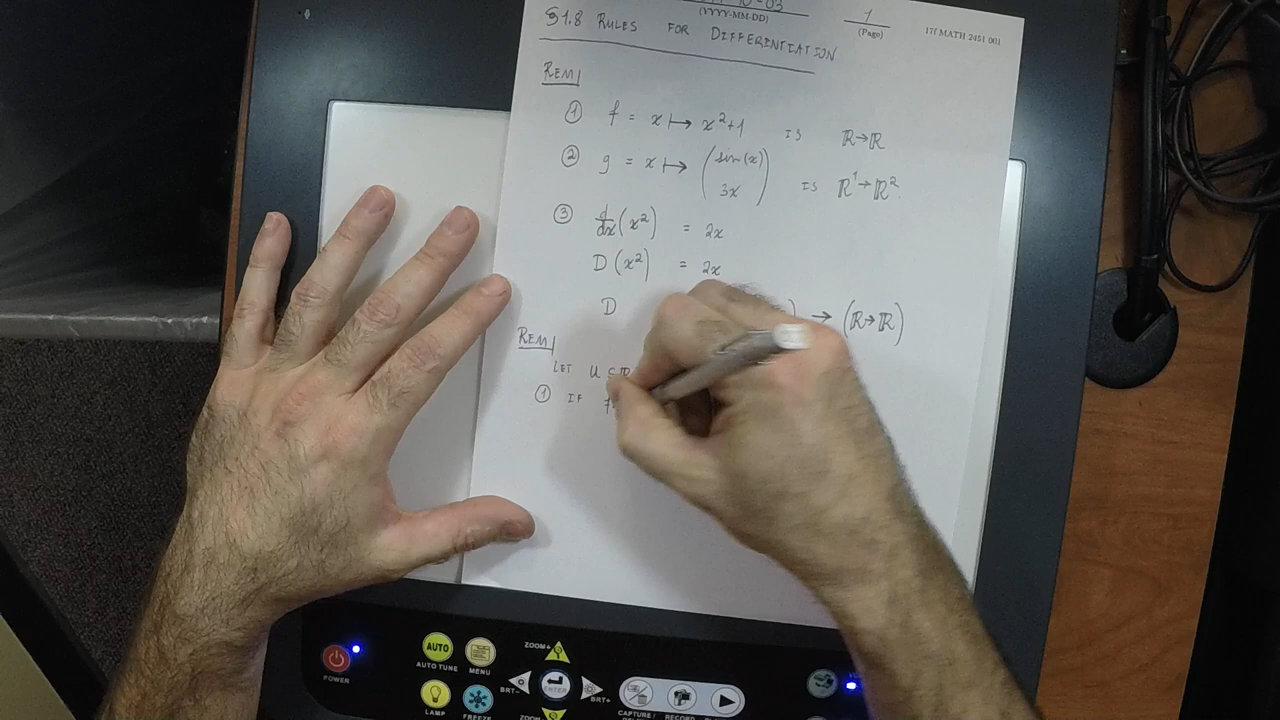 (YYYY-MM-DD)
1
(Page)
17f MATH 2451 001
§1.8 RULES FOR DIFFERENTIATION
REM
① f = x ↦ x²+1 IS ℝ→ℝ
② g = x ↦ (sin(x) 3x) IS ℝ¹→ℝ²
③ d/dx (x²) = 2x
D (x²) = 2x
D ) → (ℝ→ℝ)
REM
LET U ⊆
① IF f
POWER
AUTO
AUTO TUNE
MENU
ZOOM+
BRT-
ENTER
BRT+
LAMP
FREEZE
ZOOM
CAPTURE /
RECORD